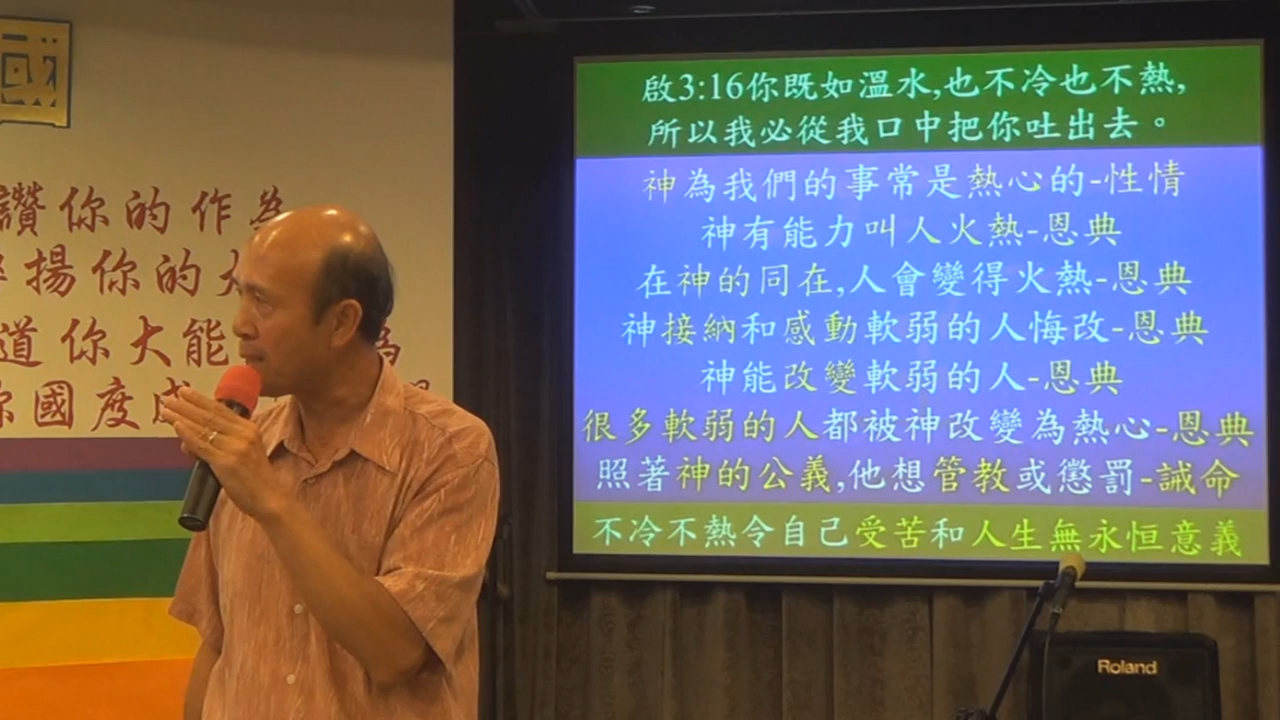 國
讚你的作為
揚你的大
道你大能 為
你國度成
啟3:16你既如溫水,也不冷也不熱,
所以我必從我口中把你吐出去。
神為我們的事常是熱心的-性情
神有能力叫人火熱-恩典
在神的同在,人會變得火熱-恩典
神接納和感動軟弱的人悔改-恩典
神能改變軟弱的人-恩典
很多軟弱的人都被神改變為熱心-恩典
照著神的公義,他想管教或懲罰-誡命
不冷不熱令自己受苦和人生無永恒意義
Roland